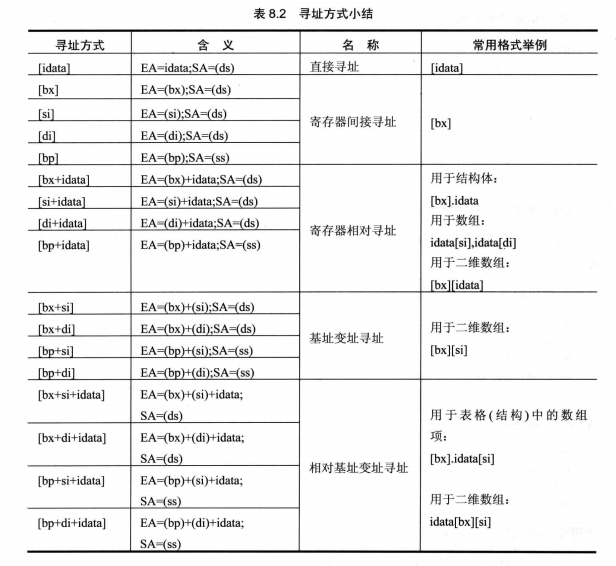 表 8.2 寻址方式小结
寻址方式 含 义 名 称 常用格式举例
[idata] EA=idata;SA=(ds) 直接寻址 [idata]
[bx] EA=(bx);SA=(ds)
[si] EA=(si);SA=(ds)
寄存器间接寻址 [bx]
[di] EA=(di);SA=(ds)
[bp] EA=(bp);SA=(ss)
[bx+idata] EA=(bx)+idata;SA=(ds) 用于结构体：
[si+idata] EA=(si)+idata;SA=(ds) [bx].idata
[di+idata] EA=(di)+idata;SA=(ds) 寄存器相对寻址 用于数组：
[bp+idata] EA=(bp)+idata;SA=(ss) idata[si],idata[di]
用于二维数组：
[bx][idata]
[bx+si] EA=(bx)+(si);SA=(ds)
[bx+di] EA=(bx)+(di);SA=(ds) 基址变址寻址 用于二维数组：
[bp+si] EA=(bp)+(si);SA=(ss) [bx][si]
[bp+di] EA=(bp)+(di);SA=(ss)
[bx+si+idata] EA=(bx)+(si)+idata;
SA=(ds) 用于表格(结构)中的数组
[bx+di+idata] EA=(bx)+(di)+idata; 项：
SA=(ds) 相对基址变址寻址 [bx].idata[si]
[bp+si+idata] EA=(bp)+(si)+idata;
SA=(ss) 用于二维数组：
[bp+di+idata] EA=(bp)+(di)+idata; idata[bx][si]
SA=(ss)